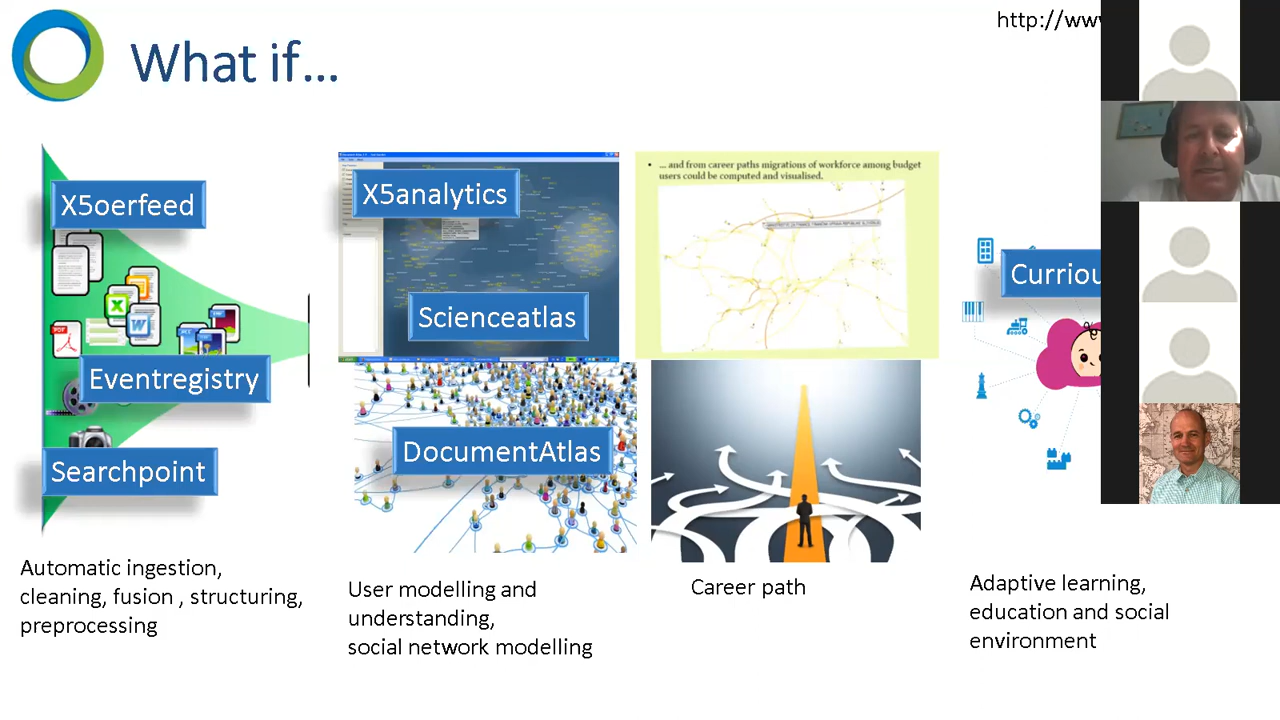 http://www
What if...
X5oerfeed
Eventregistry
Searchpoint
PDF
Automatic ingestion,
cleaning, fusion , structuring,
preprocessing
X5analytics
Scienceatlas
DocumentAtlas
User modelling and
understanding,
social network modelling
... and from career paths migrations of workforce among budget
users could be computed and visualised.
Career path
Curriou
Adaptive learning,
education and social
environment